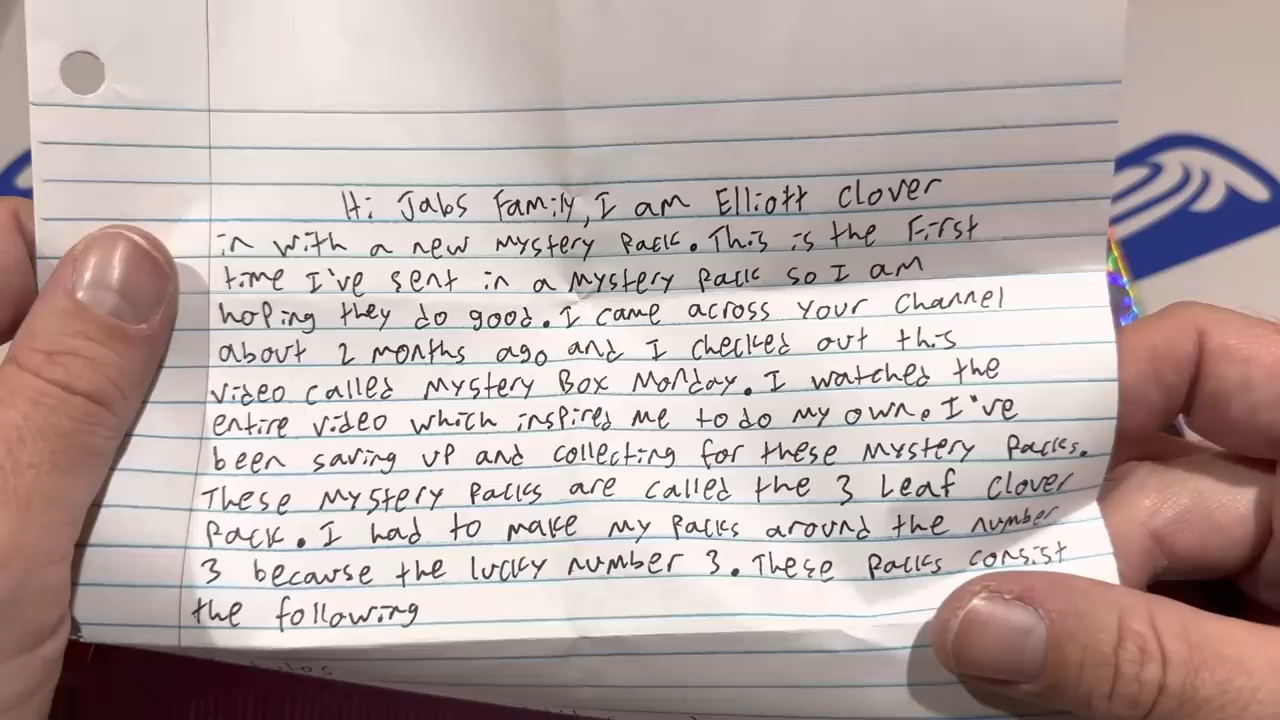 Hi Jabs Family, I am Elliott Clover
in with a new mystery Pack. This is the First
time I've sent in a mystery pack so I am
hoping they do good. I came across your Channel
about 2 months ago and I checked out this
video called Mystery Box Monday. I watched the
entire video which inspired me to do my own. I've
been saving up and collecting for these mystery Packs.
These mystery Packs are called the 3 Leaf Clover
Pack. I had to make my Packs around the number
3 because the lucky number 3. These Packs consist
the following